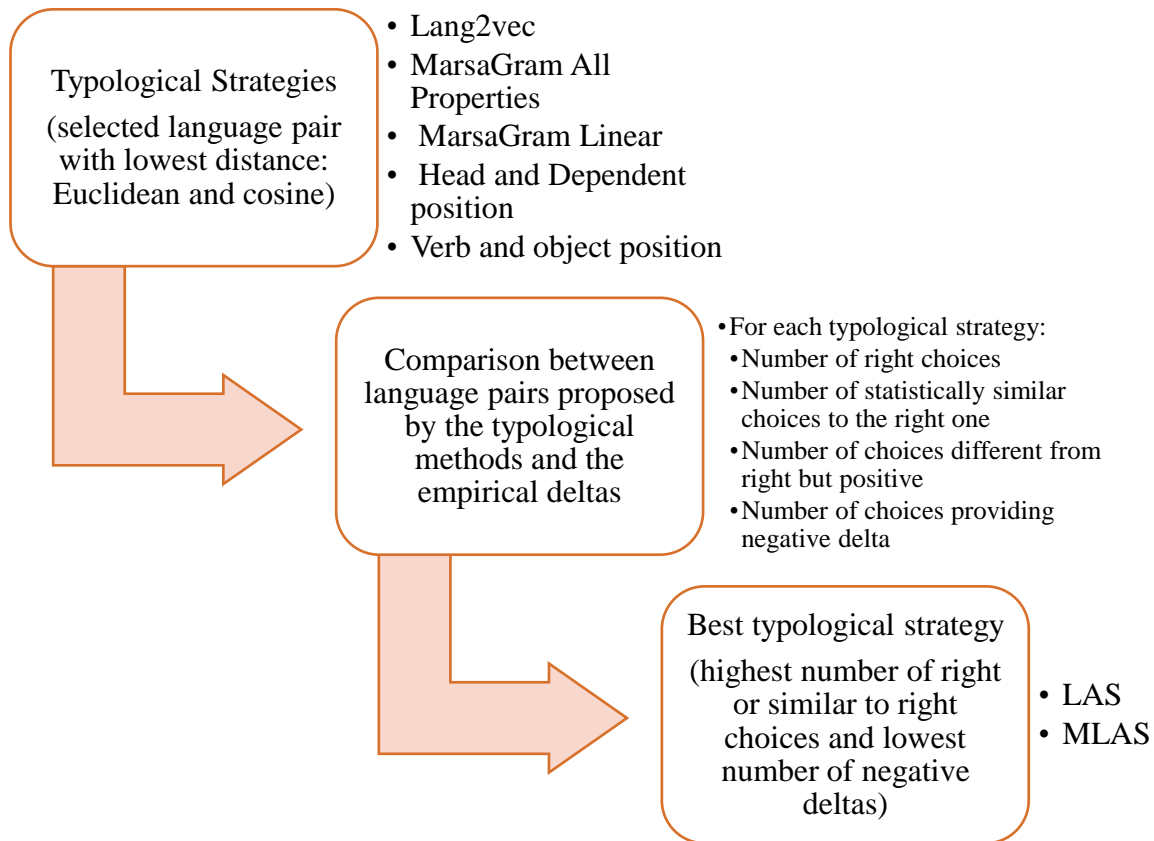 Typological Strategies
(selected language pair
with lowest distance:
Euclidean and cosine)
• Lang2vec
• MarsaGram All
Properties
• MarsaGram Linear
• Head and Dependent
position
• Verb and object position
Comparison between
language pairs proposed
by the typological
methods and the
empirical deltas
•For each typological strategy:
•Number of right choices
•Number of statistically similar
choices to the right one
•Number of choices different from
right but positive
•Number of choices providing
negative delta
Best typological strategy
(highest number of right
or similar to right
choices and lowest
number of negative
deltas)
• LAS
• MLAS